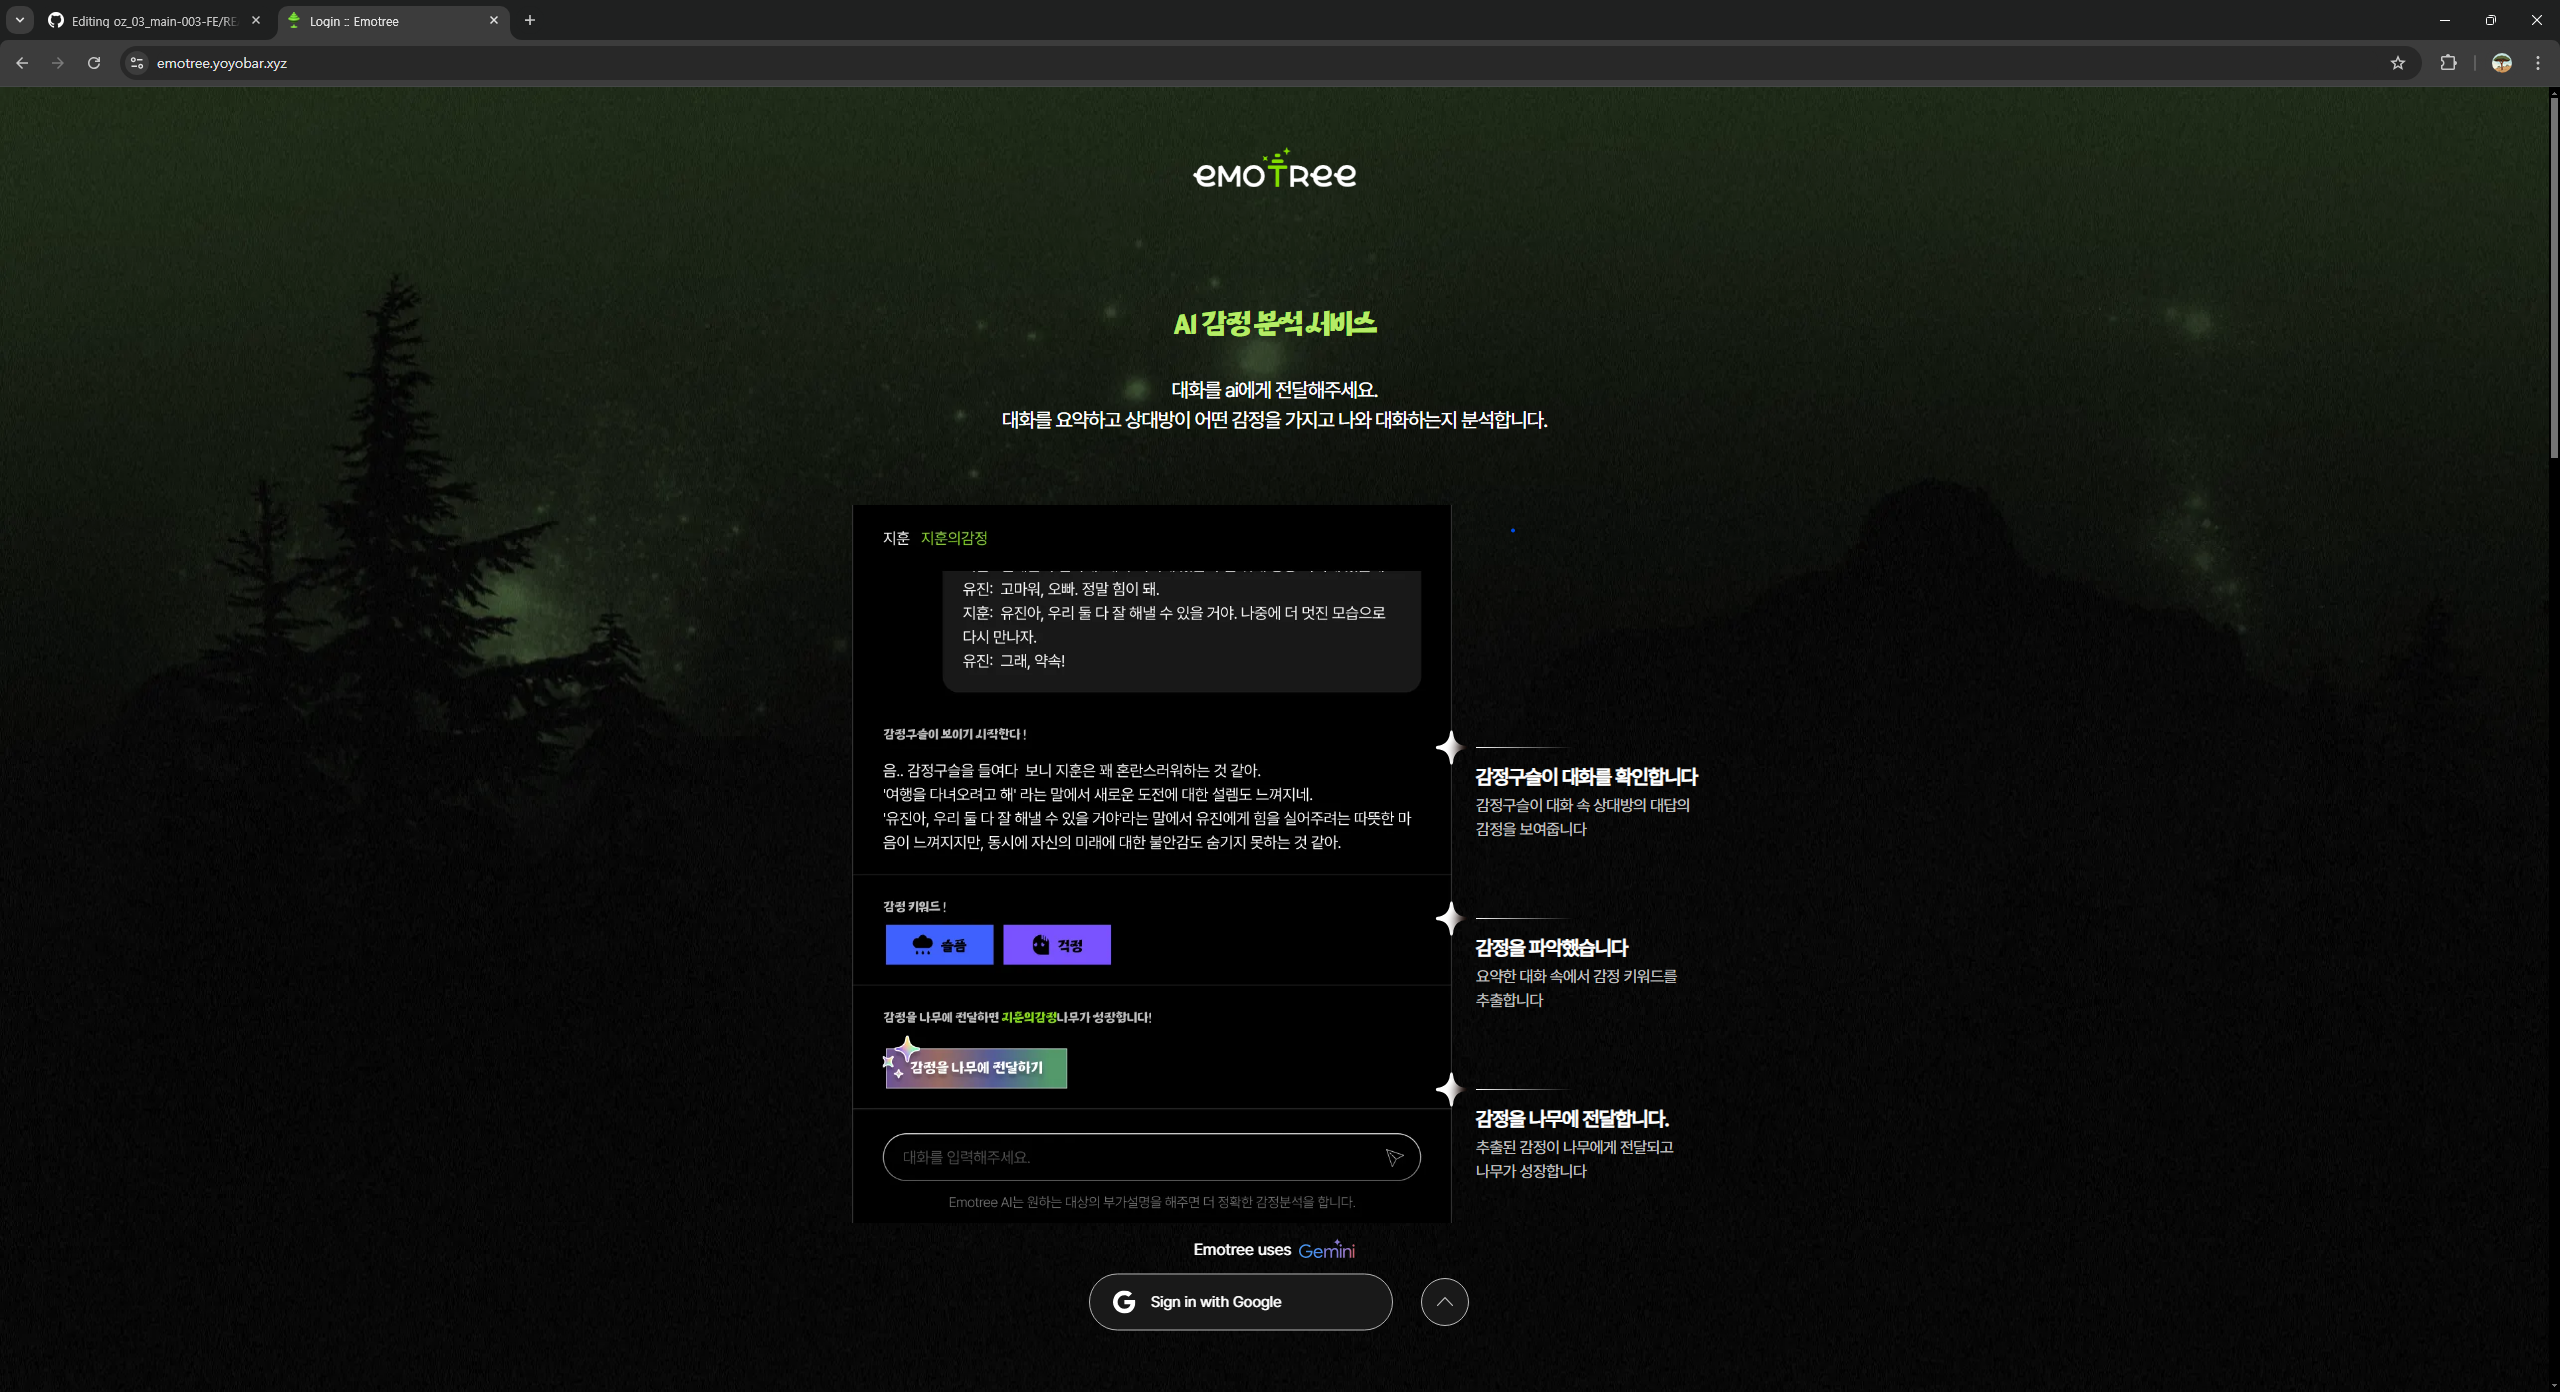 Editing oz_03_main-003-FE/RE
Login :: Emotree
emotree.yoyobar.xyz
emotree
AI 감정 분석 서비스
대화를 ai에게 전달해주세요.
대화를 요약하고 상대방이 어떤 감정을 가지고 나와 대화하는지 분석합니다.
지훈 지훈의감정
유진: 고마워, 오빠. 정말 힘이 돼.
지훈: 유진아, 우리 둘 다 잘 해낼 수 있을 거야. 나중에 더 멋진 모습으로
다시 만나자.
유진: 그래, 약속!
감정구슬이 보이기 시작한다 !
음.. 감정구슬을 들여다 보니 지훈은 꽤 혼란스러워하는 것 같아.
'여행을 다녀오려고 해' 라는 말에서 새로운 도전에 대한 설렘도 느껴지네.
'유진아, 우리 둘 다 잘 해낼 수 있을 거야'라는 말에서 유진에게 힘을 실어주려는 따뜻한 마
음이 느껴지지만, 동시에 자신의 미래에 대한 불안감도 숨기지 못하는 것 같아.
감정 키워드 !
슬픔
걱정
감정을 나무에 전달하면 지훈의감정나무가 성장합니다!
감정을 나무에 전달하기
대화를 입력해주세요.
Emotree AI는 원하는 대상의 부가설명을 해주면 더 정확한 감정분석을 합니다.
감정구슬이 대화를 확인합니다
감정구슬이 대화 속 상대방의 대답의
감정을 보여줍니다
감정을 파악했습니다
요약한 대화 속에서 감정 키워드를
추출합니다
감정을 나무에 전달합니다.
추출된 감정이 나무에게 전달되고
나무가 성장합니다
Emotree uses Gemini
Sign in with Google